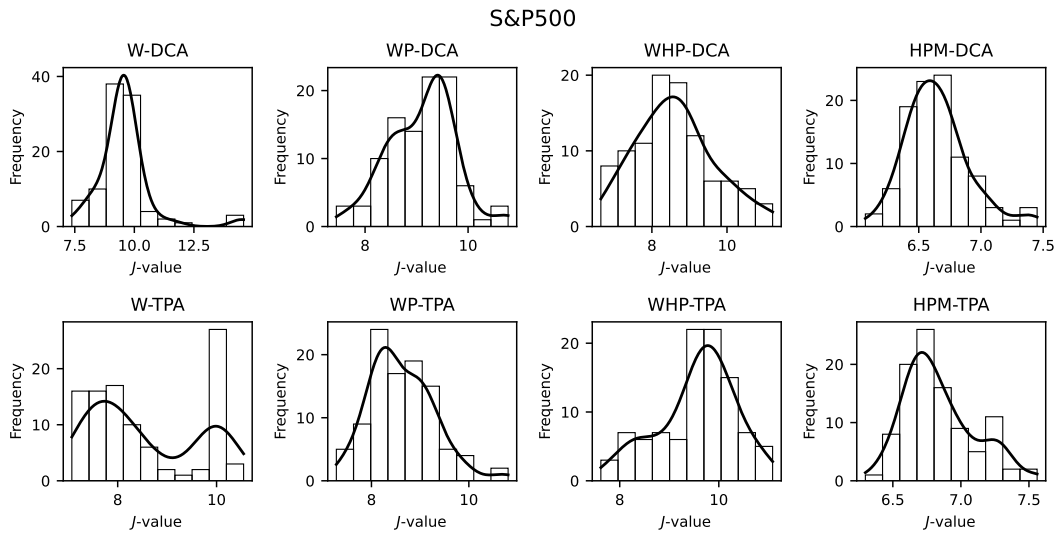 S&P500
W-DCA
WP-DCA
WHP-DCA
HPM-DCA
Frequency
40
20
0
7.5
10.0
12.5
J-value
Frequency
20
10
0
8
10
J-value
Frequency
20
10
0
8
10
J-value
Frequency
20
10
0
6.5
7.0
7.5
J-value
W-TPA
WP-TPA
WHP-TPA
HPM-TPA
Frequency
20
10
0
8
10
J-value
Frequency
20
10
0
8
10
J-value
Frequency
20
10
0
8
10
J-value
Frequency
20
10
0
6.5
7.0
7.5
J-value